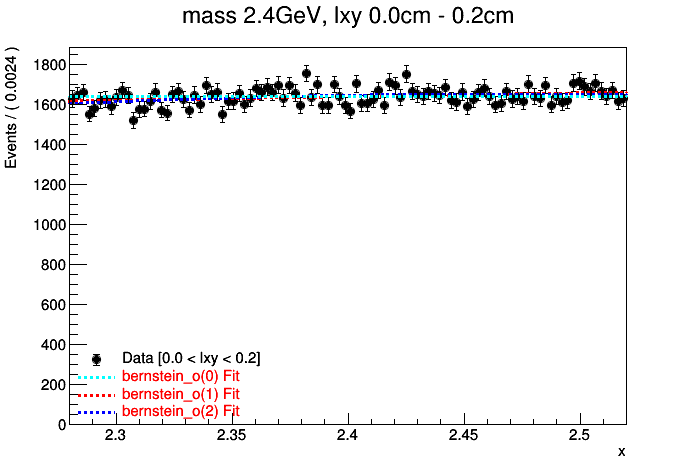 mass 2.4GeV, lxy 0.0cm - 0.2cm
Events / ( 0.0024 )
1800
1600
1400
1200
1000
800
600
400
200
0
Data [0.0 < lxy < 0.2]
bernstein_o(0) Fit
bernstein_o(1) Fit
bernstein_o(2) Fit
2.3 2.35 2.4 2.45 2.5
x